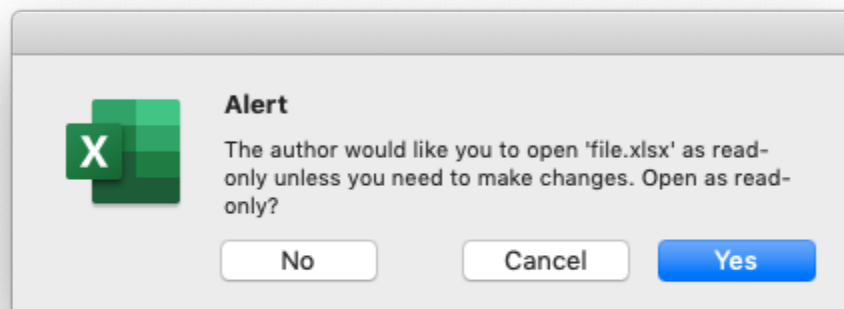 Alert
X
The author would like you to open 'file.xlsx' as read-
only unless you need to make changes. Open as read-
only?
No Cancel Yes